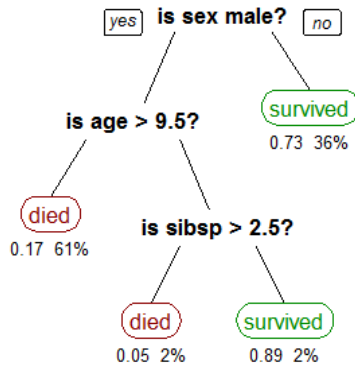 yes is sex male? no
is age > 9.5?
survived
0.73 36%
died
0.17 61%
is sibsp > 2.5?
died survived
0.05 2% 0.89 2%